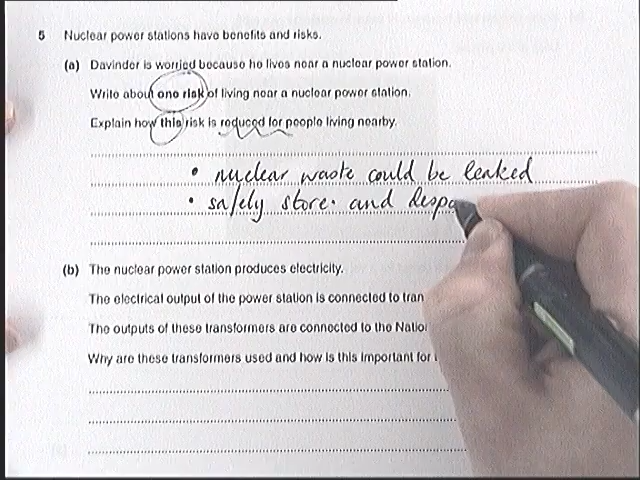 5 Nuclear power stations have benefits and risks.
(a) Davinder is worried because he lives near a nuclear power station.
Write about one risk of living near a nuclear power station.
Explain how this risk is reduced for people living nearby.
• nuclear waste could be leaked
• safely store and
(b) The nuclear power station produces electricity.
The electrical output of the power station is connected to tran
The outputs of these transformers are connected to the Natio
Why are these transformers used and how is this important for